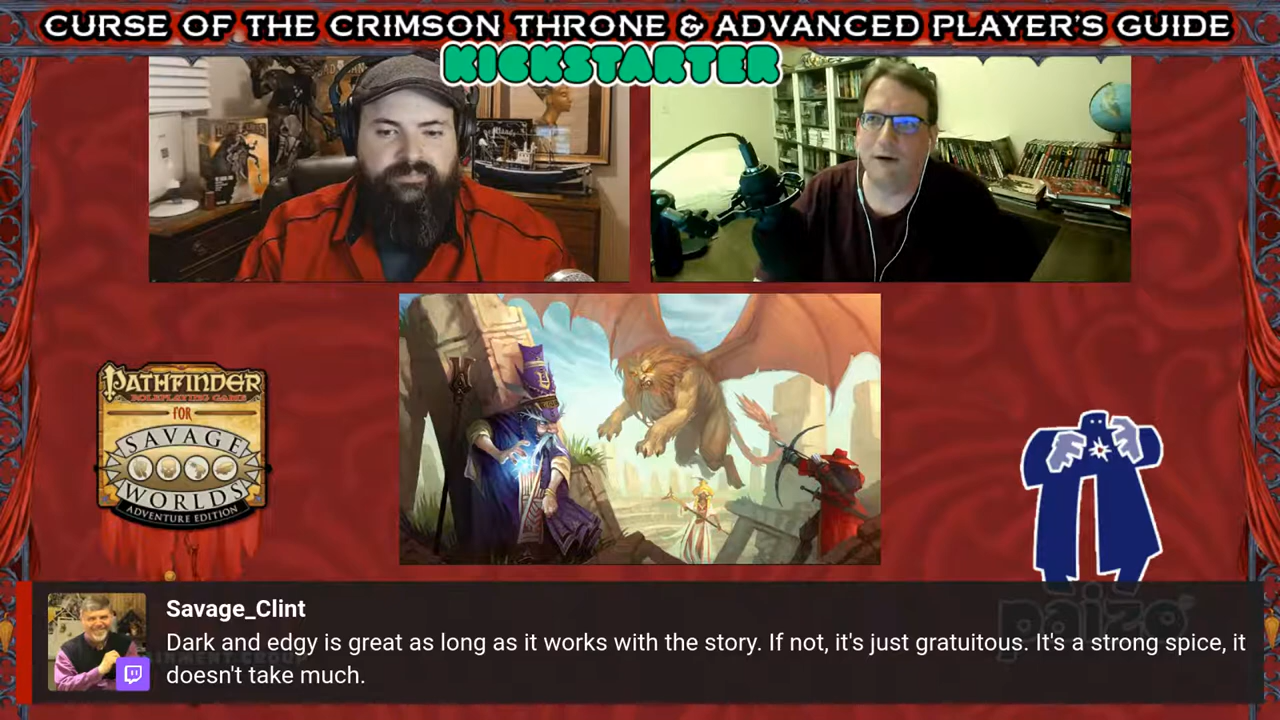 CURSE OF THE CRIMSON THRONE & ADVANCED PLAYER'S GUIDE
KICKSTARTER
PATHFINDER
ROLEPLAYING GAME
FOR
SAVAGE
WORLDS
ADVENTURE EDITION
paizo
Savage_Clint
Dark and edgy is great as long as it works with the story. If not, it's just gratuitous. It's a strong spice, it
doesn't take much.